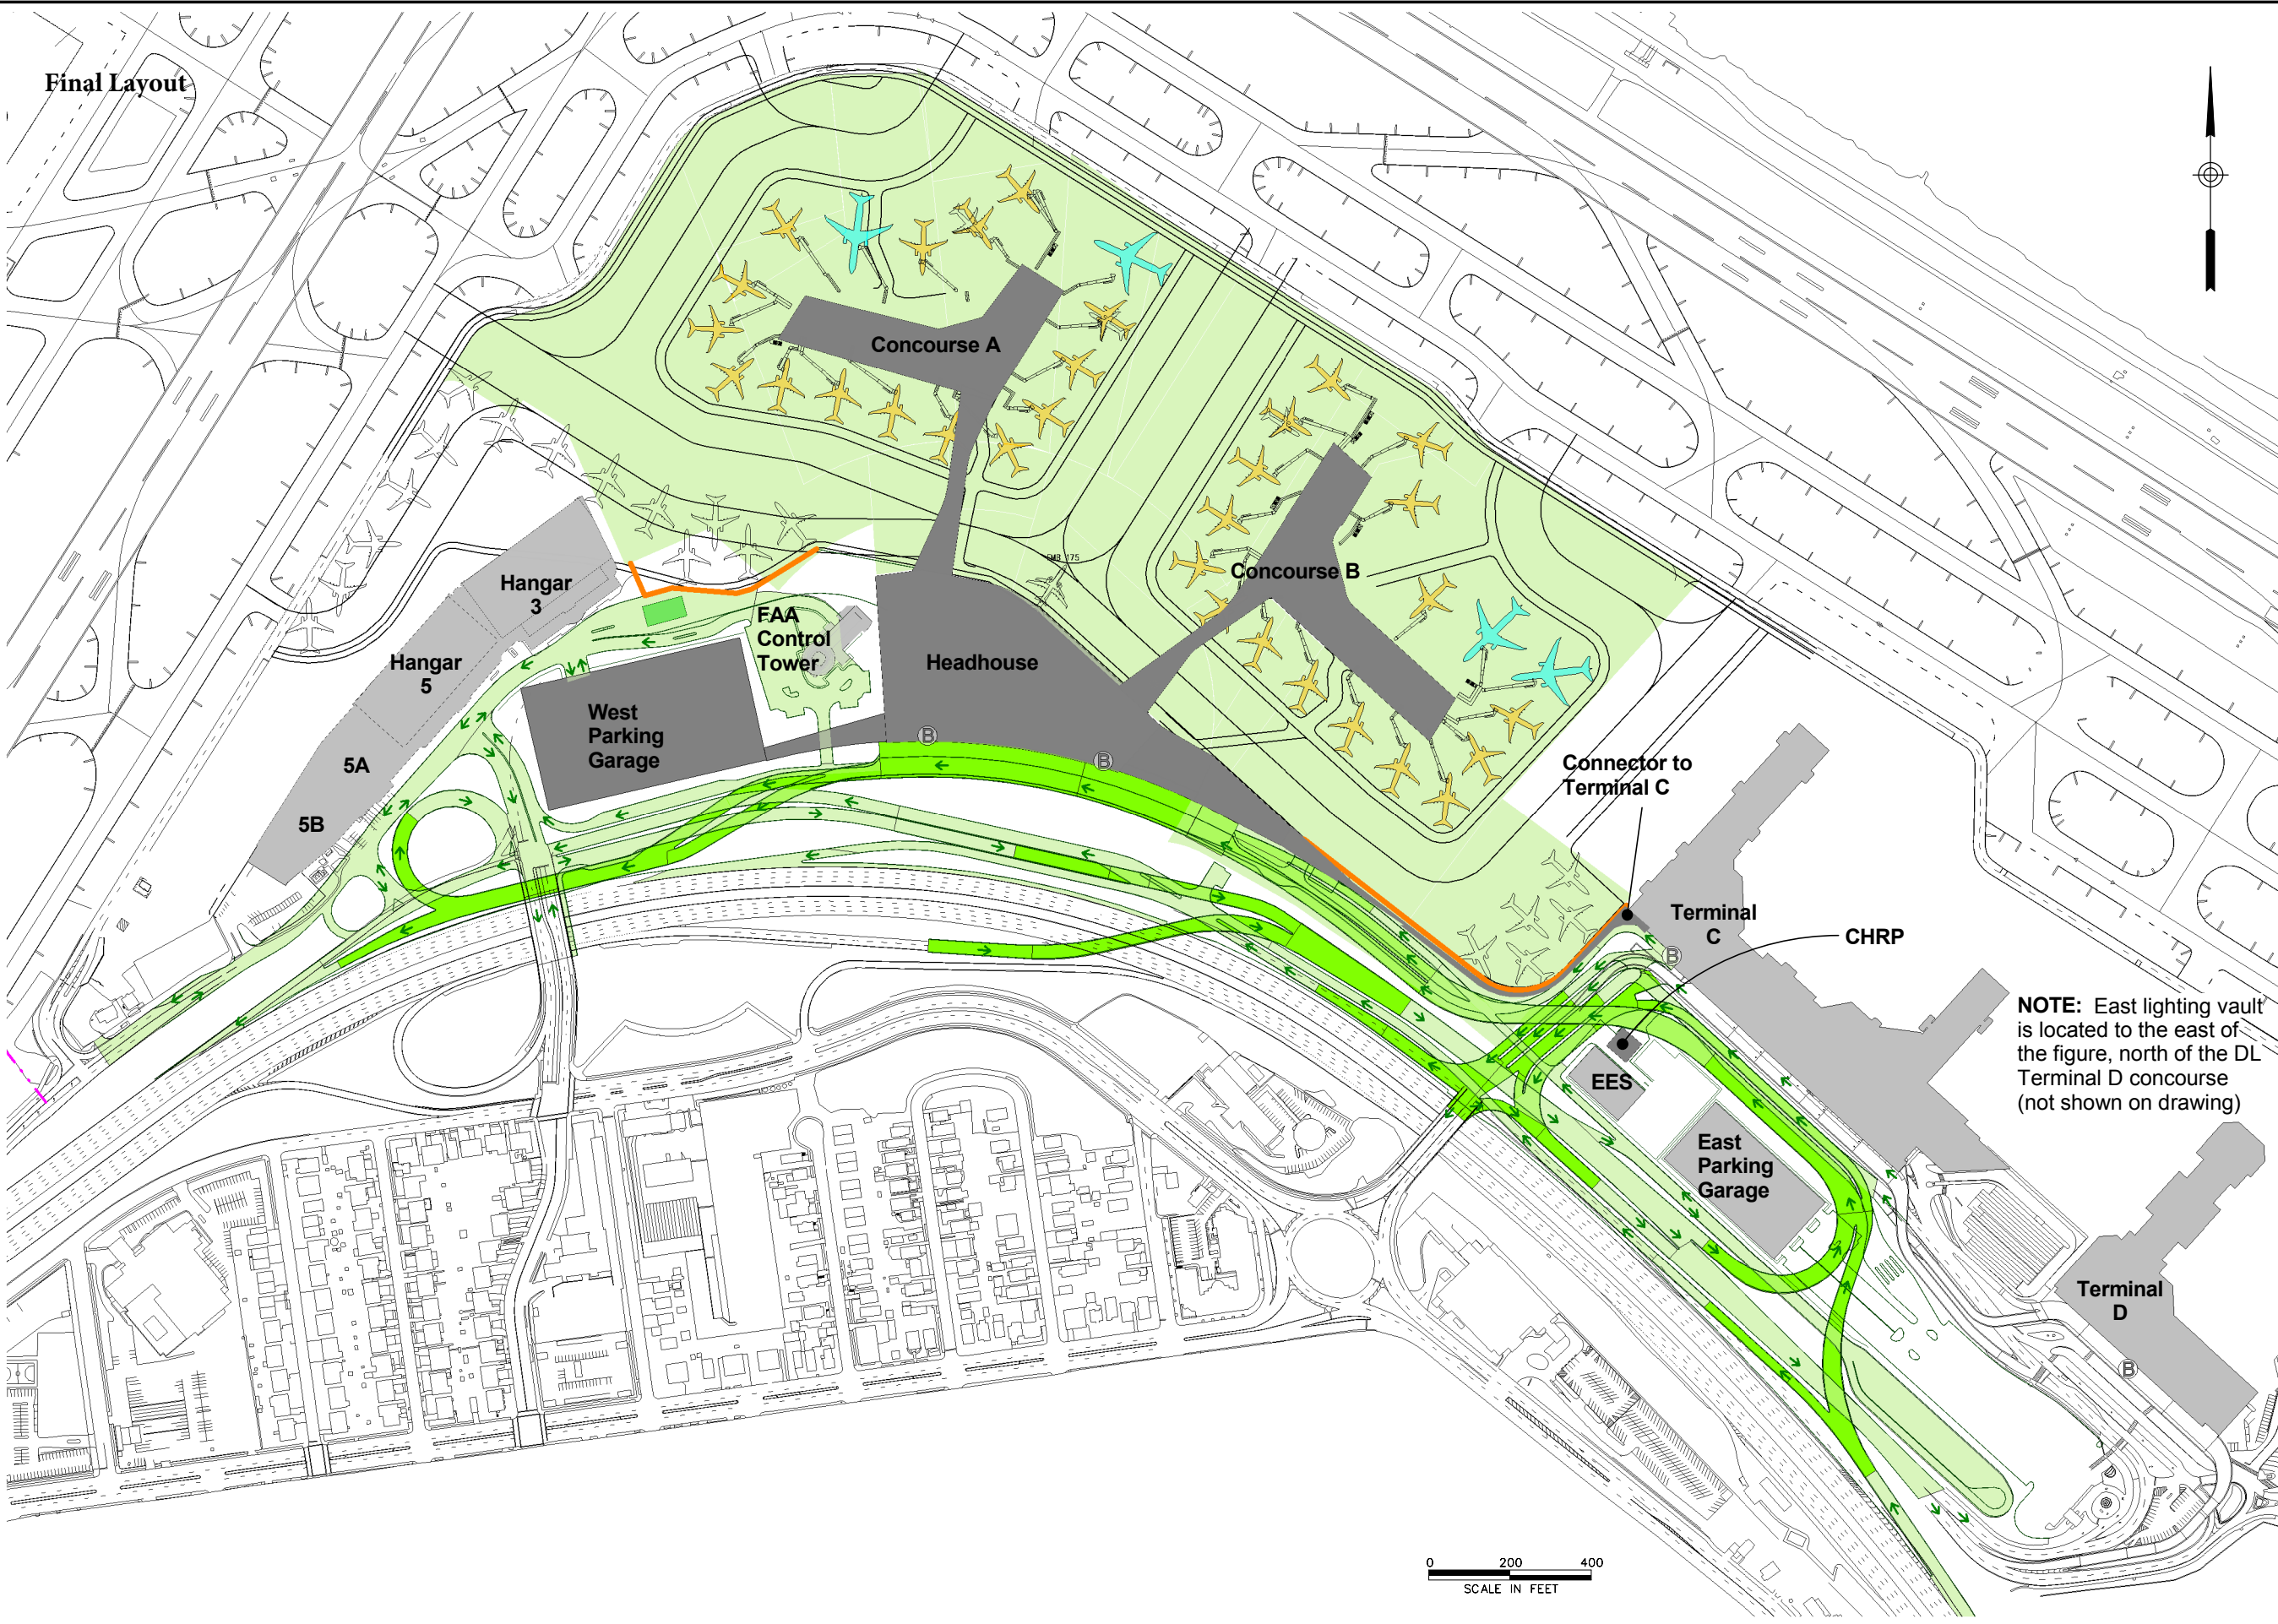 Final Layout
Concourse A
EMB 175
Concourse B
Hangar
3
FAA
Control
Tower
Hangar
5
Headhouse
West
Parking
Garage
B
B
5A
Connector to
Terminal C
5B
Terminal
C
CHRP
B
NOTE: East lighting vault
is located to the east of
the figure, north of the DL
Terminal D concourse
(not shown on drawing)
EES
East
Parking
Garage
Terminal
D
B
0 200 400
SCALE IN FEET